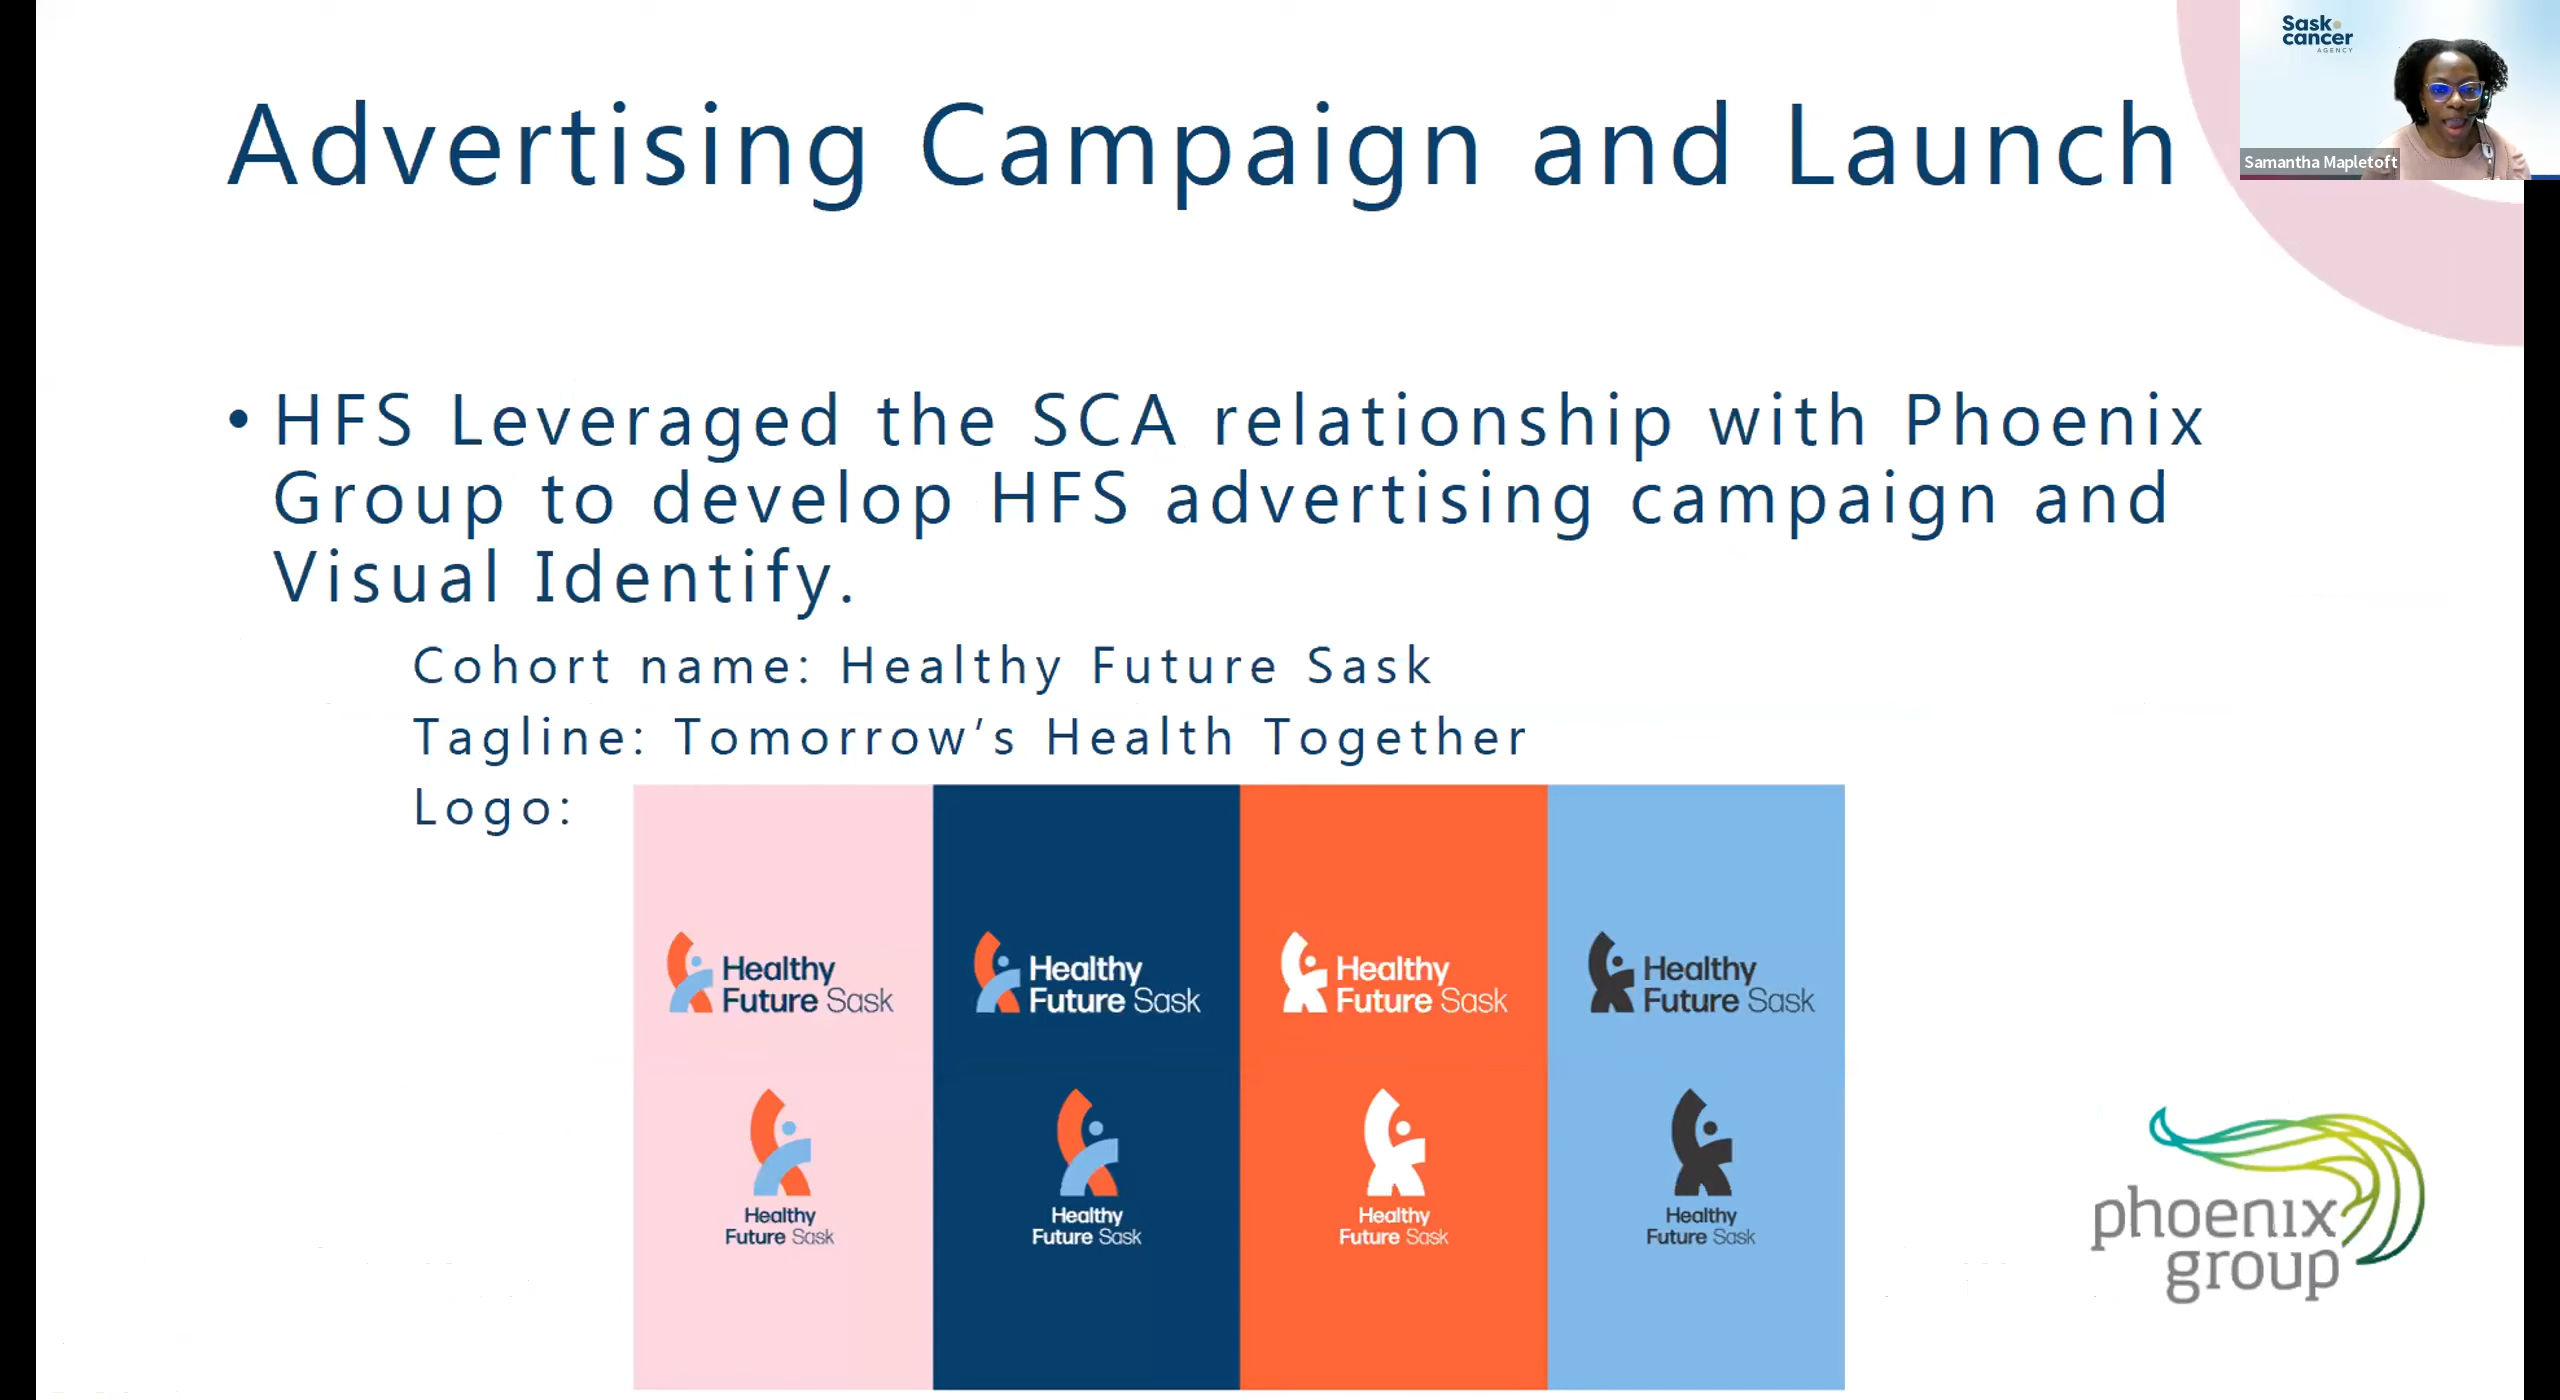 Sask
cancer
AGENCY
Samantha Mapletoft
Advertising Campaign and Launch
• HFS Leveraged the SCA relationship with Phoenix
Group to develop HFS advertising campaign and
Visual Identify.
Cohort name: Healthy Future Sask
Tagline: Tomorrow’s Health Together
Logo:
Healthy
Future Sask
Healthy
Future Sask
Healthy
Future Sask
Healthy
Future Sask
Healthy
Future Sask
Healthy
Future Sask
Healthy
Future Sask
Healthy
Future Sask
phoenix
group